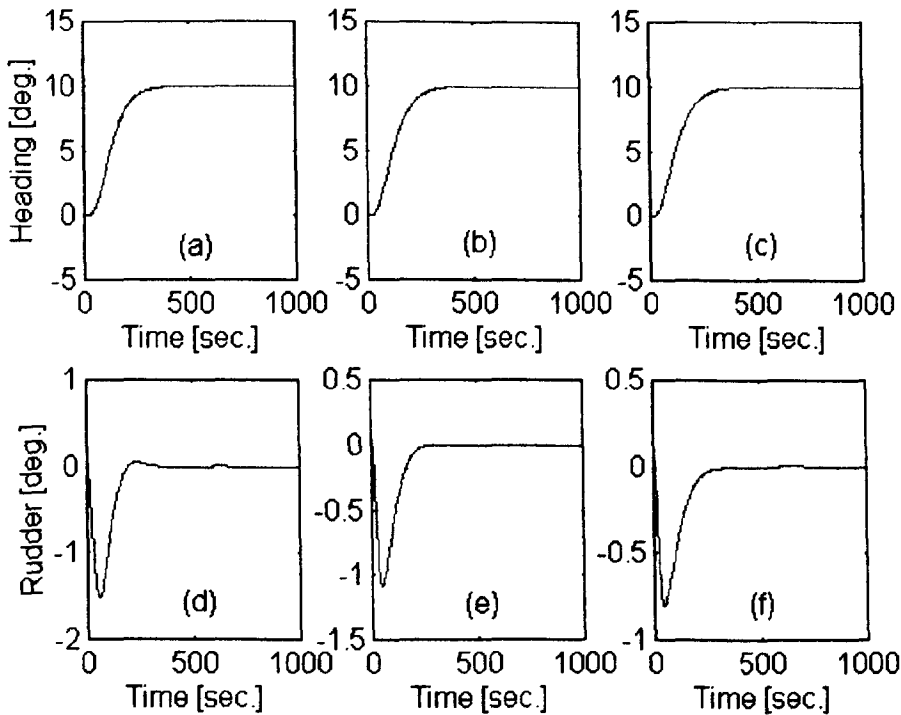 15 15 15
10 10 10
5 5 5
0 0 0
-5 -5 -5
Heading [deg.]
(a) (b) (c)
0 500 1000 0 500 1000 0 500 1000
Time [sec.] Time [sec.] Time [sec.]
1 0.5 0.5
0 0 0
-0.5
-1 -1 -0.5
-2 -1.5 -1
Rudder [deg.]
(d) (e) (f)
0 500 1000 0 500 1000 0 500 1000
Time [sec.] Time [sec.] Time [sec.]